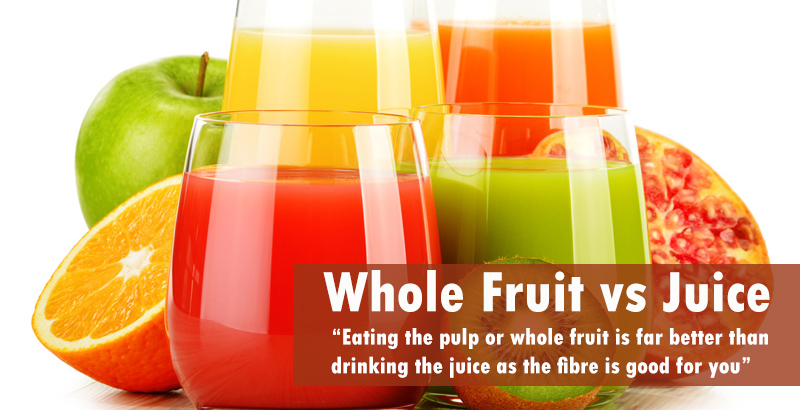 Whole Fruit vs Juice
“Eating the pulp or whole fruit is far better than
drinking the juice as the fibre is good for you”